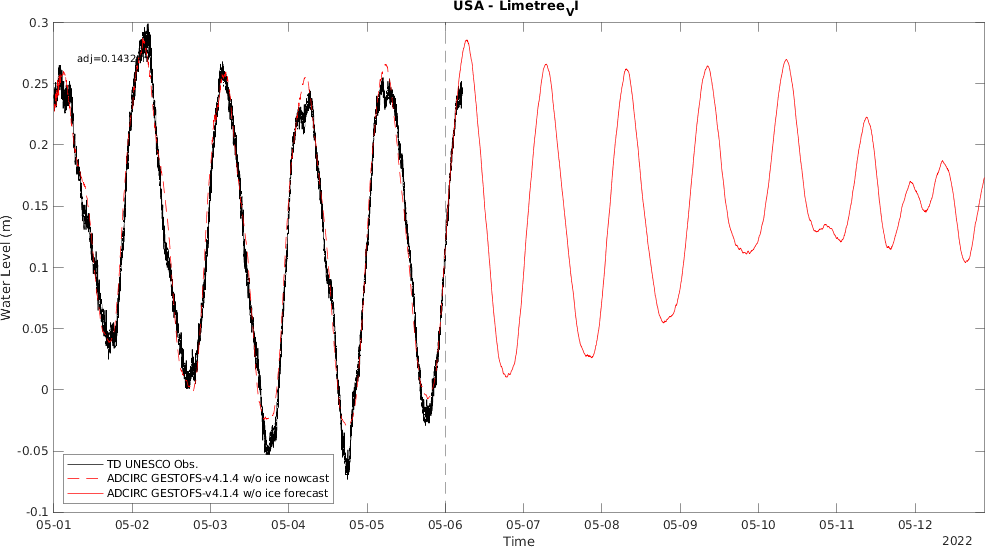 USA - Limetree_VI
adj=0.1432
0.3
0.25
0.2
0.15
0.1
0.05
0
-0.05
-0.1
Water Level (m)
TD UNESCO Obs.
ADCIRC GESTOFS-v4.1.4 w/o ice nowcast
ADCIRC GESTOFS-v4.1.4 w/o ice forecast
05-01 05-02 05-03 05-04 05-05 05-06 05-07 05-08 05-09 05-10 05-11 05-12
Time
2022